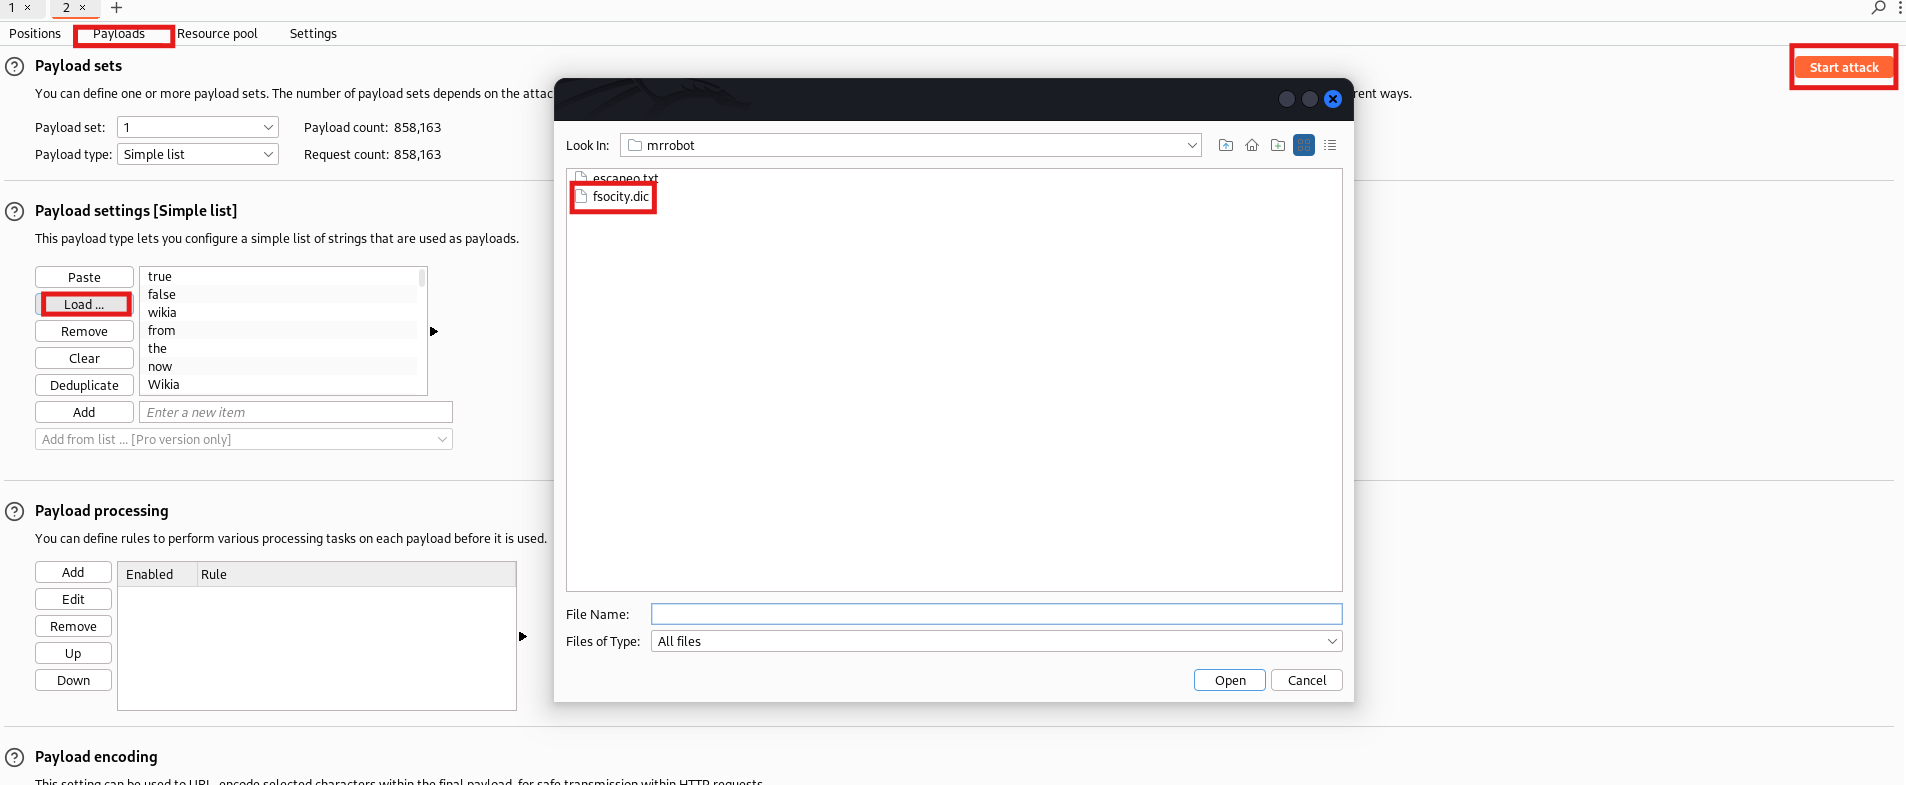 1 × 2 × +
Positions Payloads Resource pool Settings
Payload sets
Start attack
You can define one or more payload sets. The number of payload sets depends on the attac
rent ways.
Payload set: 1 Payload count: 858,163
Payload type: Simple list Request count: 858,163
Payload settings [Simple list]
This payload type lets you configure a simple list of strings that are used as payloads.
Paste
Load ...
Remove
Clear
Deduplicate
Add
true
false
wikia
from
the
now
Wikia
Enter a new item
Add from list ... [Pro version only]
Payload processing
You can define rules to perform various processing tasks on each payload before it is used.
Add
Edit
Remove
Up
Down
Enabled Rule
Payload encoding
This setting can be used to URL-encode selected characters within the final payload, for safe transmission within HTTP requests.
Look In: mrrobot
escaneo.txt
fsocity.dic
File Name:
Files of Type: All files
Open Cancel